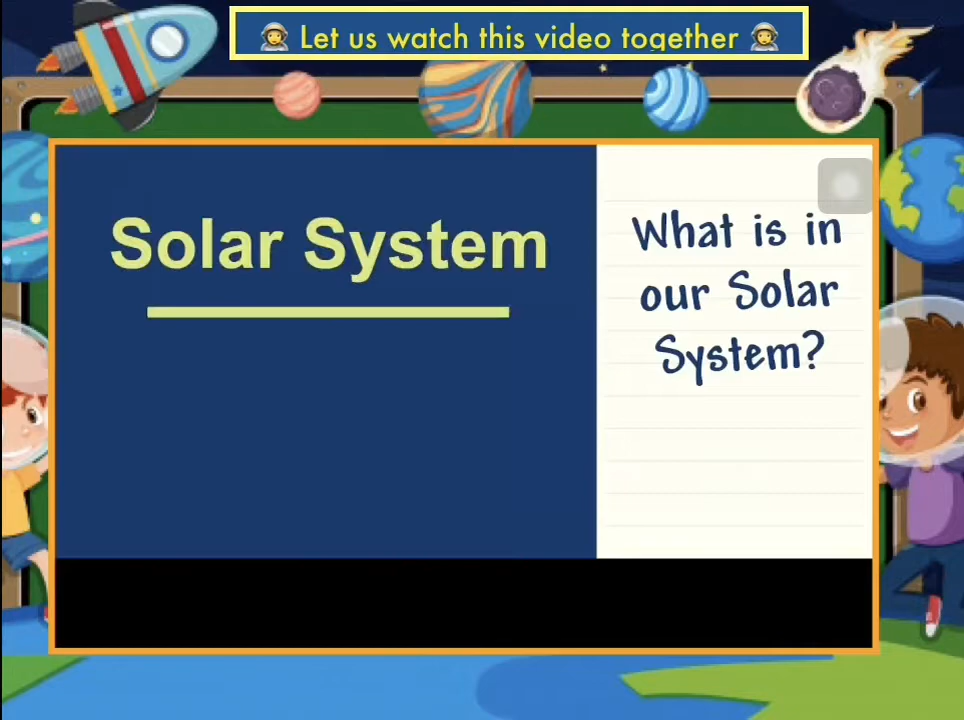 👩‍🚀 Let us watch this video together 👩‍🚀
Solar System
What is in
our Solar
System?